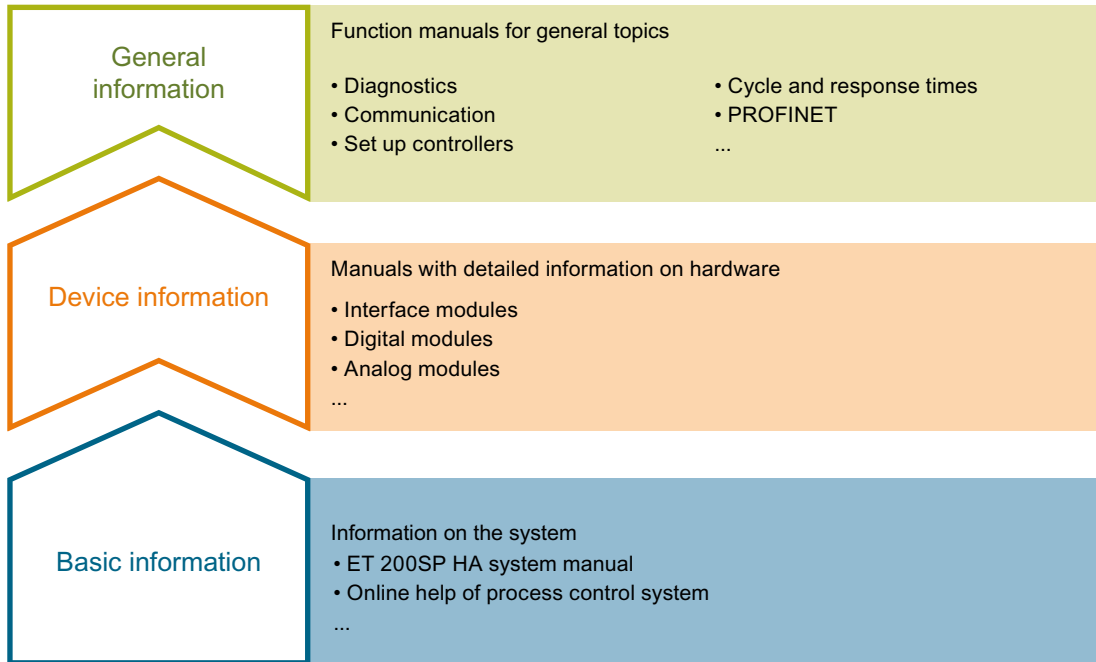 General
information
Function manuals for general topics
• Diagnostics
• Communication
• Set up controllers
• Cycle and response times
• PROFINET
...
Device information
Manuals with detailed information on hardware
• Interface modules
• Digital modules
• Analog modules
...
Basic information
Information on the system
• ET 200SP HA system manual
• Online help of process control system
...